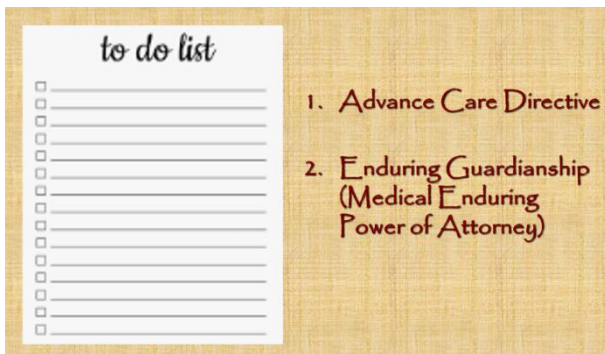 to do list
1. Advance Care Directive
2. Enduring Guardianship
(Medical Enduring
Power of Attorney)